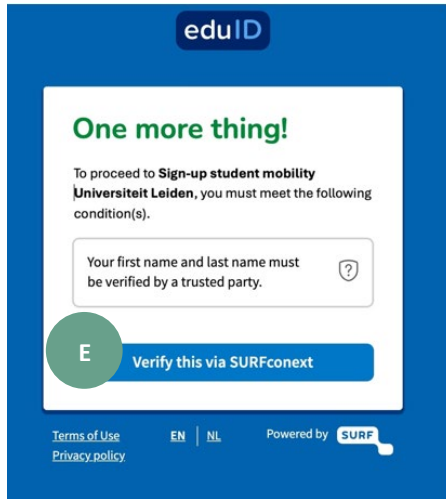 eduID
One more thing!
To proceed to Sign-up student mobility
Universiteit Leiden, you must meet the following
condition(s).
Your first name and last name must
be verified by a trusted party.
?
E
Verify this via SURFconext
Terms of Use EN | NL Powered by SURF
Privacy policy